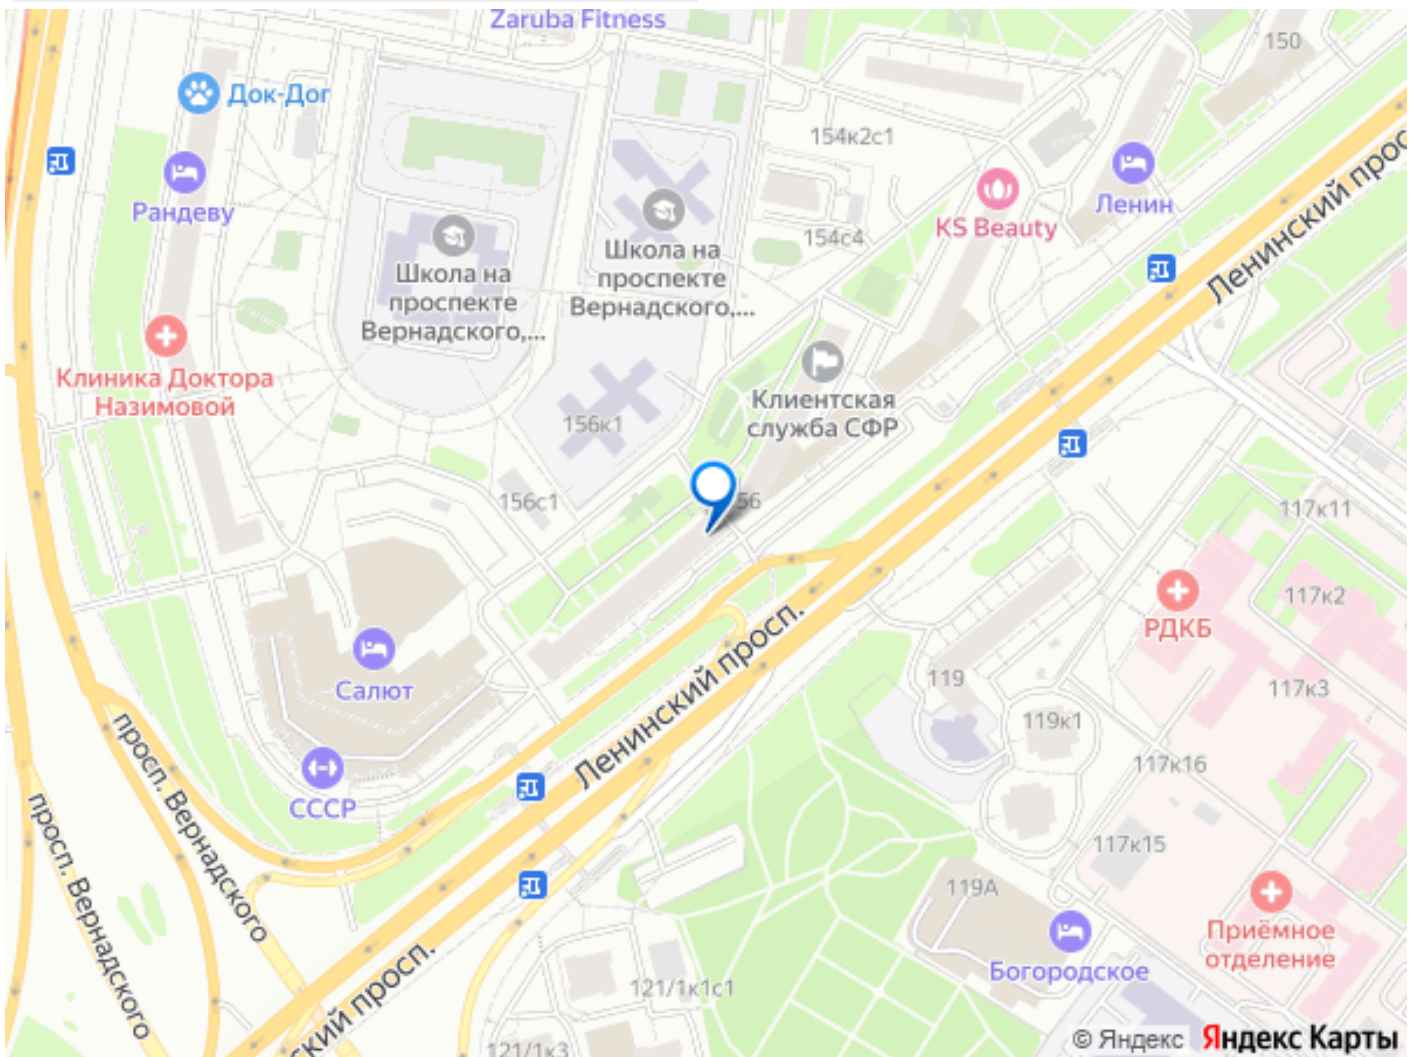 Zaruba Fitness
150
Док-Дог
154к2с1
Ленинский прос
Рандеву
Ленин
KS Beauty
154с4
Школа на
проспекте
Вернадского,...
Школа на
проспекте
Вернадского,...
Клиника Доктора
Назимовой
Клиентская
служба СФР
156к1
156с1
56
117к11
117к2
РДКБ
Салют
Ленинский просп.
119
117к3
119к1
просп. Вернадского
117к16
СССР
просп. Вернадского
117к15
119А
Приёмное
отделение
Богородское
ский просп.
121/1к1с1
121/1к3
© Яндекс Яндекс Карты